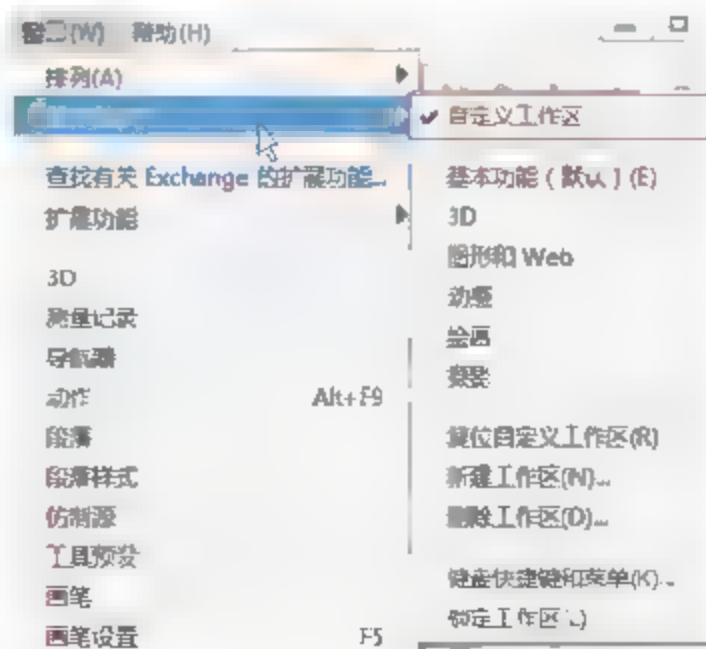 窗口(W) 帮助(H)
排列(A)
查找有关 Exchange 的扩展功能...
扩展功能
3D
测量记录
导航器
动作 Alt+F9
段落
段落样式
仿制源
工具预设
画笔
画笔设置 F5
自定义工作区
基本功能(默认)(E)
3D
图形和 Web
动感
绘画
摄影
复位自定义工作区(R)
新建工作区(N)...
删除工作区(D)...
键盘快捷键和菜单(K)...
锁定工作区(L)